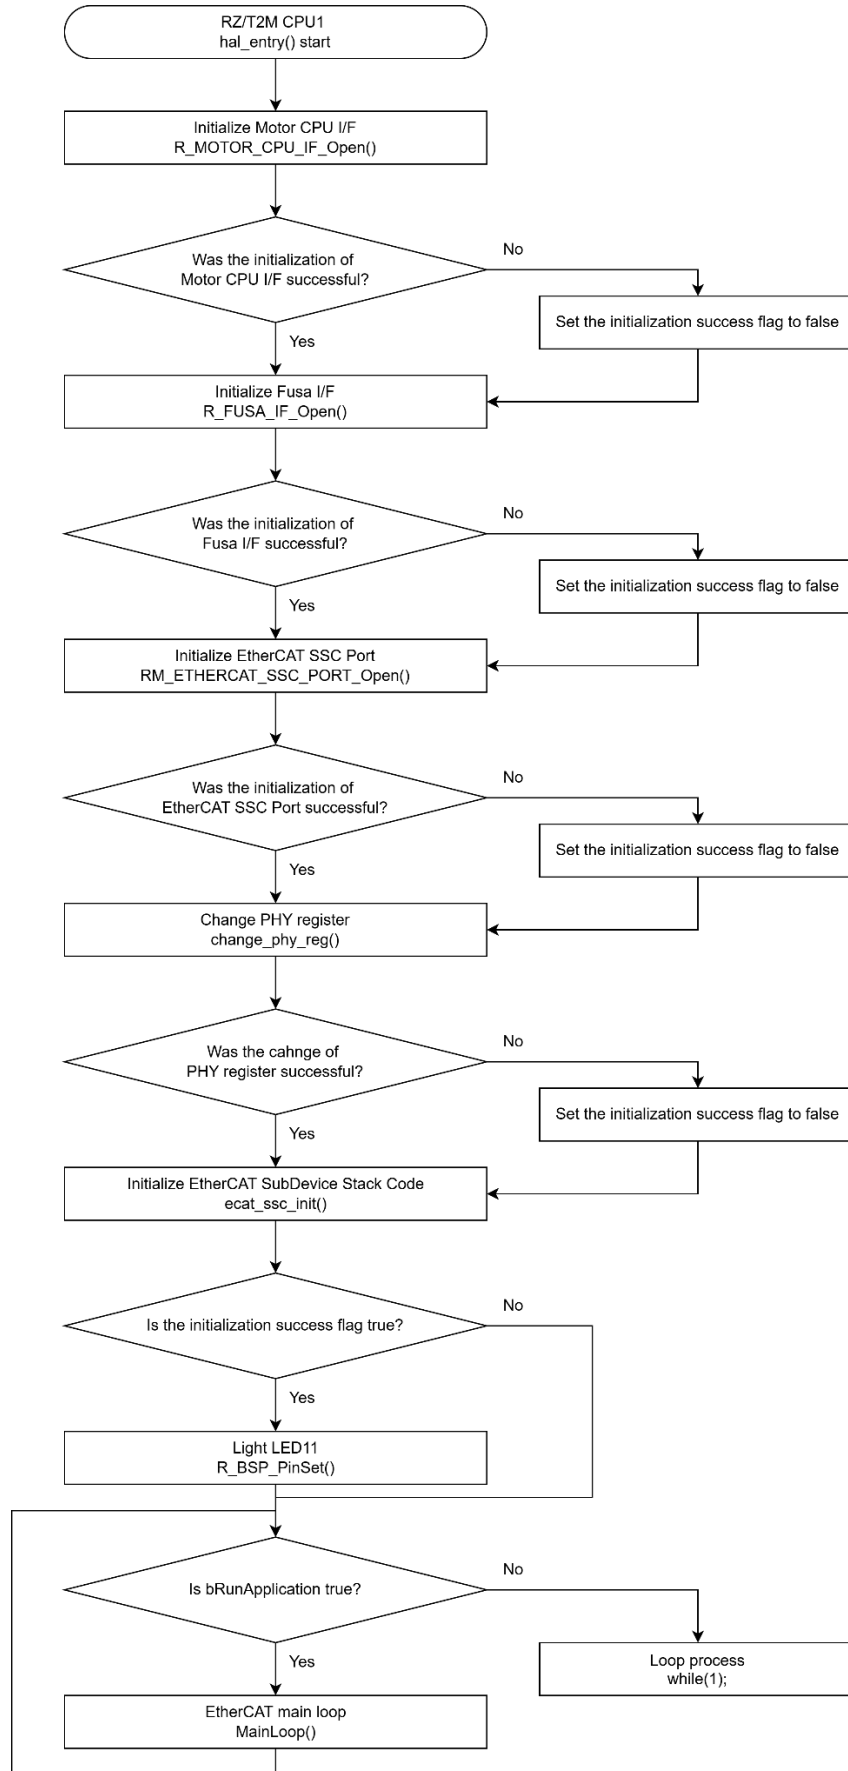 RZ/T2M CPU1
hal_entry() start
Initialize Motor CPU I/F
R_MOTOR_CPU_IF_Open()
Was the initialization of
Motor CPU I/F successful?
No
Set the initialization success flag to false
Yes
Initialize Fusa I/F
R_FUSA_IF_Open()
Was the initialization of
Fusa I/F successful?
No
Set the initialization success flag to false
Yes
Initialize EtherCAT SSC Port
RM_ETHERCAT_SSC_PORT_Open()
Was the initialization of
EtherCAT SSC Port successful?
No
Set the initialization success flag to false
Yes
Change PHY register
change_phy_reg()
Was the cahnge of
PHY register successful?
No
Set the initialization success flag to false
Yes
Initialize EtherCAT SubDevice Stack Code
ecat_ssc_init()
Is the initialization success flag true?
No
Yes
Light LED11
R_BSP_PinSet()
Is bRunApplication true?
No
Loop process
while(1);
Yes
EtherCAT main loop
MainLoop()